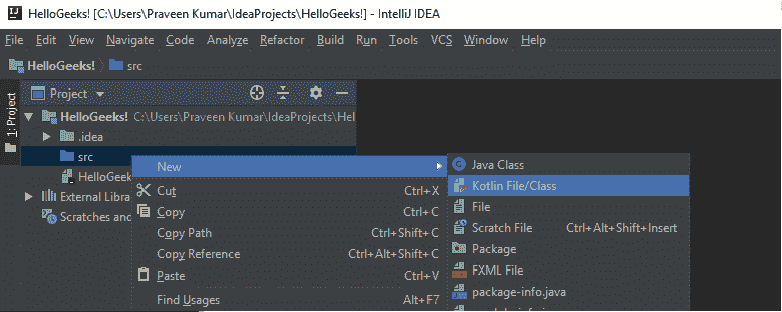 IJ HelloGeeks! [C:\Users\Praveen Kumar\IdeaProjects\HelloGeeks!] - IntelliJ IDEA
File Edit View Navigate Code Analyze Refactor Build Run Tools VCS Window Help
HelloGeeks! src
1: Project
Project
HelloGeeks! C:\Users\Praveen Kumar\IdeaProjects\Hel
.idea
src
HelloGeek
External Libra
Scratches and
New
Cut Ctrl+X
Copy Ctrl+C
Copy Path Ctrl+Shift+C
Copy Reference Ctrl+Alt+Shift+C
Paste Ctrl+V
Find Usages Alt+F7
Java Class
Kotlin File/Class
File
Scratch File Ctrl+Alt+Shift+Insert
Package
FXML File
package-info.java